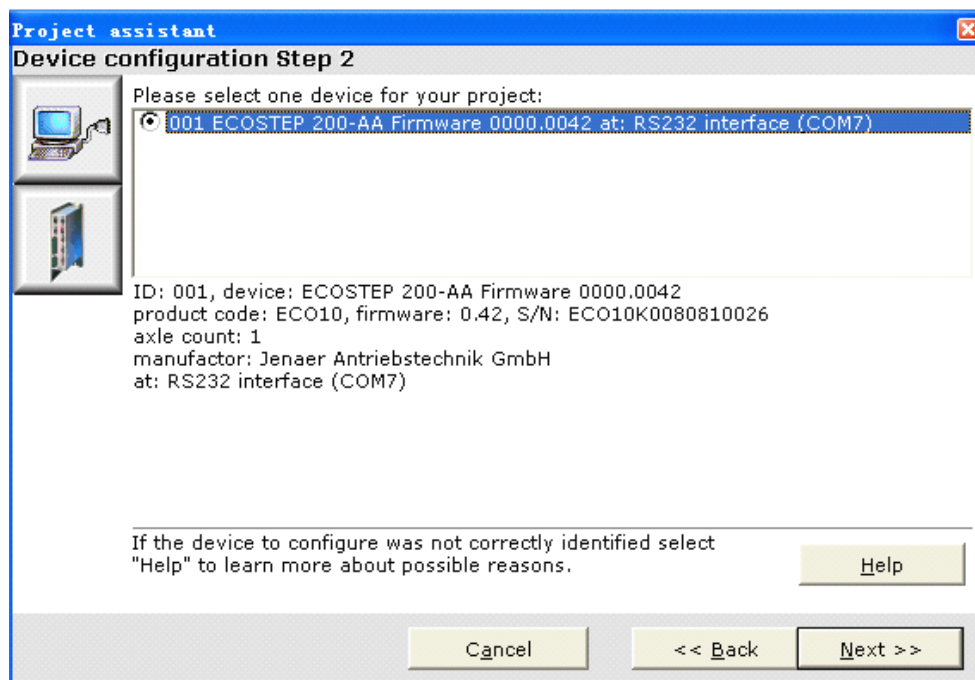 Project assistant
Device configuration Step 2
Please select one device for your project:
001 ECOSTEP 200-AA Firmware 0000.0042 at: RS232 interface (COM7)
ID: 001, device: ECOSTEP 200-AA Firmware 0000.0042
product code: ECO10, firmware: 0.42, S/N: ECO10K0080810026
axle count: 1
manufactor: Jenaer Antriebstechnik GmbH
at: RS232 interface (COM7)
If the device to configure was not correctly identified select
"Help" to learn more about possible reasons.
Help
Cancel
<< Back
Next >>